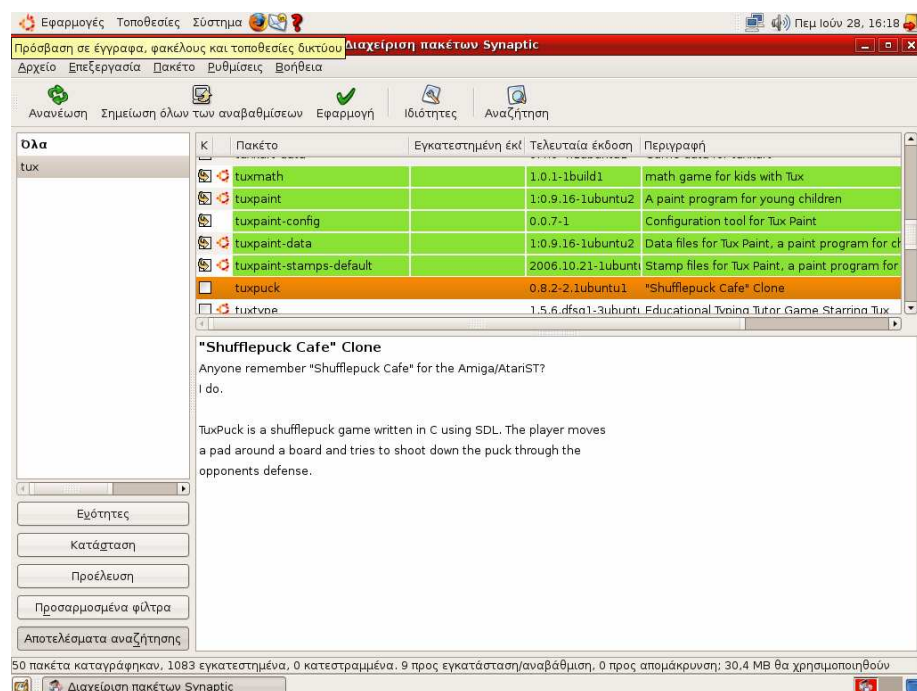 Εφαρμογές Τοποθεσίες Σύστημα Πεμ Ιούν 28, 16:18
Πρόσβαση σε έγγραφα, φακέλους και τοποθεσίες δικτύου Διαχείριση πακέτων Synaptic
Αρχείο Επεξεργασία Πακέτο Ρυθμίσεις Βοήθεια
Ανανέωση Σημείωση όλων των αναβαθμίσεων Εφαρμογή Ιδιότητες Αναζήτηση
Όλα
tux
Κ Πακέτο Εγκατεστημένη έκδ Τελευταία έκδοση Περιγραφή
tuxmath 1.0.1-1build1 math game for kids with Tux
tuxpaint 1:0.9.16-1ubuntu2 A paint program for young children
tuxpaint-config 0.0.7-1 Configuration tool for Tux Paint
tuxpaint-data 1:0.9.16-1ubuntu2 Data files for Tux Paint, a paint program for ch
tuxpaint-stamps-default 2006.10.21-1ubunt Stamp files for Tux Paint, a paint program for
tuxpuck 0.8.2-2.1ubuntu1 "Shufflepuck Cafe" Clone
tuxtype 1.5.6.dfsg1-3ubunt Educational Typing Tutor Game Starring Tux
"Shufflepuck Cafe" Clone
Anyone remember "Shufflepuck Cafe" for the Amiga/AtariST?
I do.
TuxPuck is a shufflepuck game written in C using SDL. The player moves
a pad around a board and tries to shoot down the puck through the
opponents defense.
Ενότητες
Κατάσταση
Προέλευση
Προσαρμοσμένα φίλτρα
Αποτελέσματα αναζήτησης
50 πακέτα καταγράφηκαν, 1083 εγκατεστημένα, 0 κατεστραμμένα. 9 προς εγκατάσταση/αναβάθμιση, 0 προς απομάκρυνση; 30,4 MB θα χρησιμοποιηθούν
Διαχείριση πακέτων Synaptic